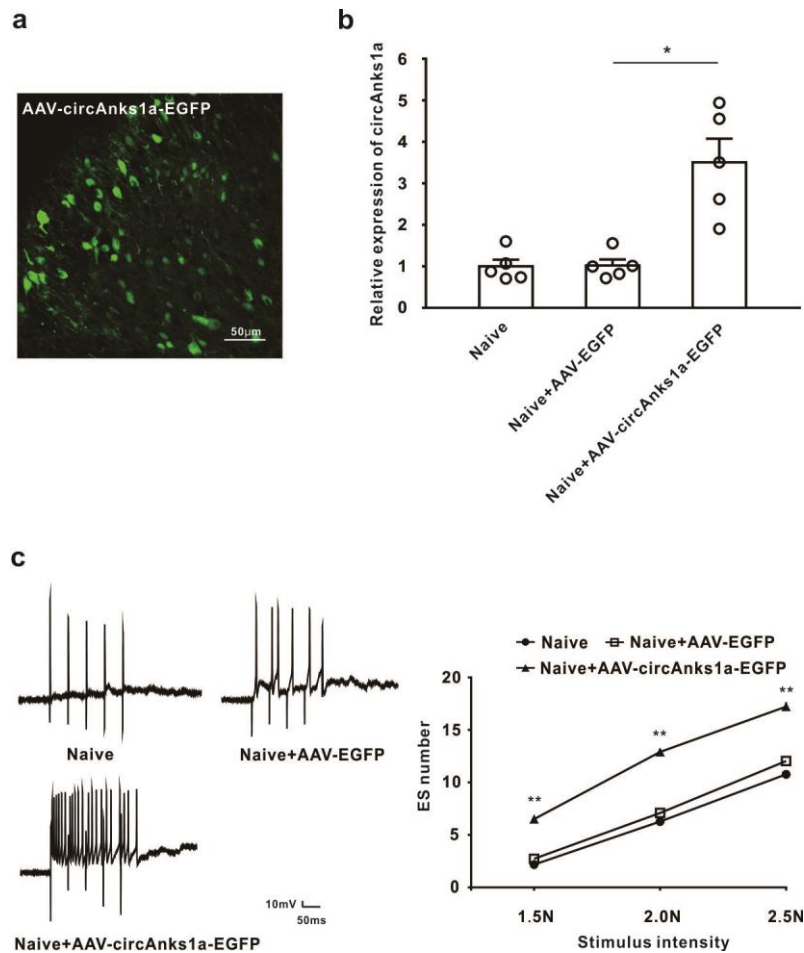 a
AAV-circAnks1a-EGFP
50μm
b
*
Relative expression of circAnks1a
6
5
4
3
2
1
0
Naive
Naive+AAV-EGFP
Naive+AAV-circAnks1a-EGFP
c
Naive
Naive+AAV-EGFP
Naive+AAV-circAnks1a-EGFP
10mV
50ms
Naive
Naive+AAV-EGFP
Naive+AAV-circAnks1a-EGFP
ES number
20
15
10
5
0
**
**
**
1.5N
2.0N
2.5N
Stimulus intensity